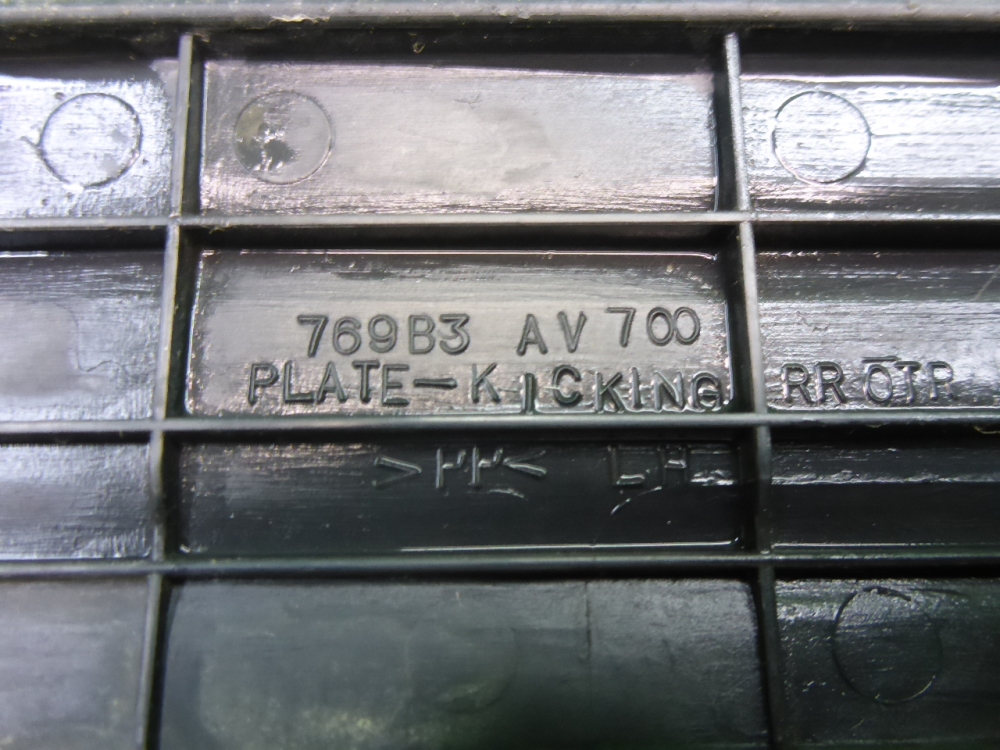 769B3 AV700
PLATE-KICKING RR OTR
>PP< LH